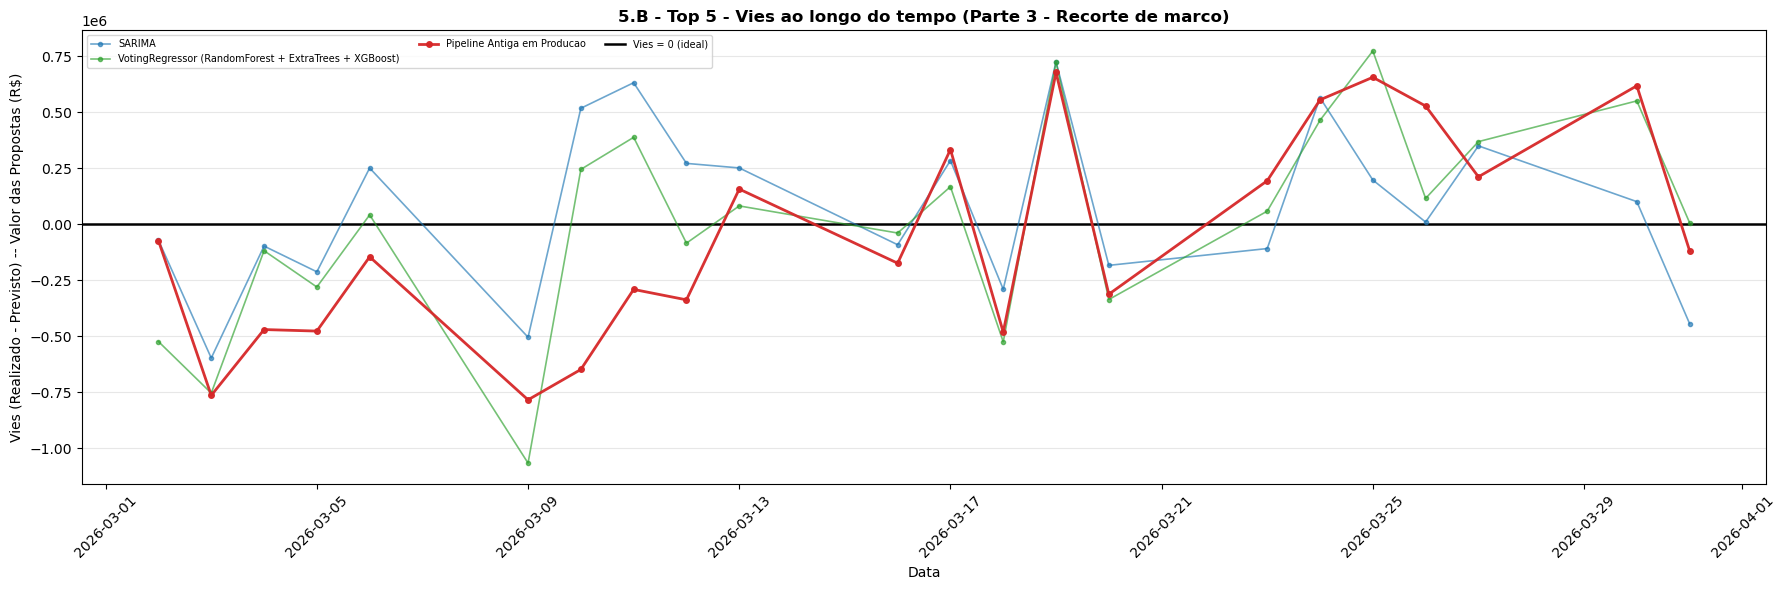 5.B - Top 5 - Vies ao longo do tempo (Parte 3 - Recorte de marco)
1e6
SARIMA
VotingRegressor (RandomForest + ExtraTrees + XGBoost)
Pipeline Antiga em Producao
Vies = 0 (ideal)
Vies (Realizado - Previsto) -- Valor das Propostas (R$)
0.75
0.50
0.25
0.00
−0.25
−0.50
−0.75
−1.00
2026-03-01
2026-03-05
2026-03-09
2026-03-13
2026-03-17
2026-03-21
2026-03-25
2026-03-29
2026-04-01
Data